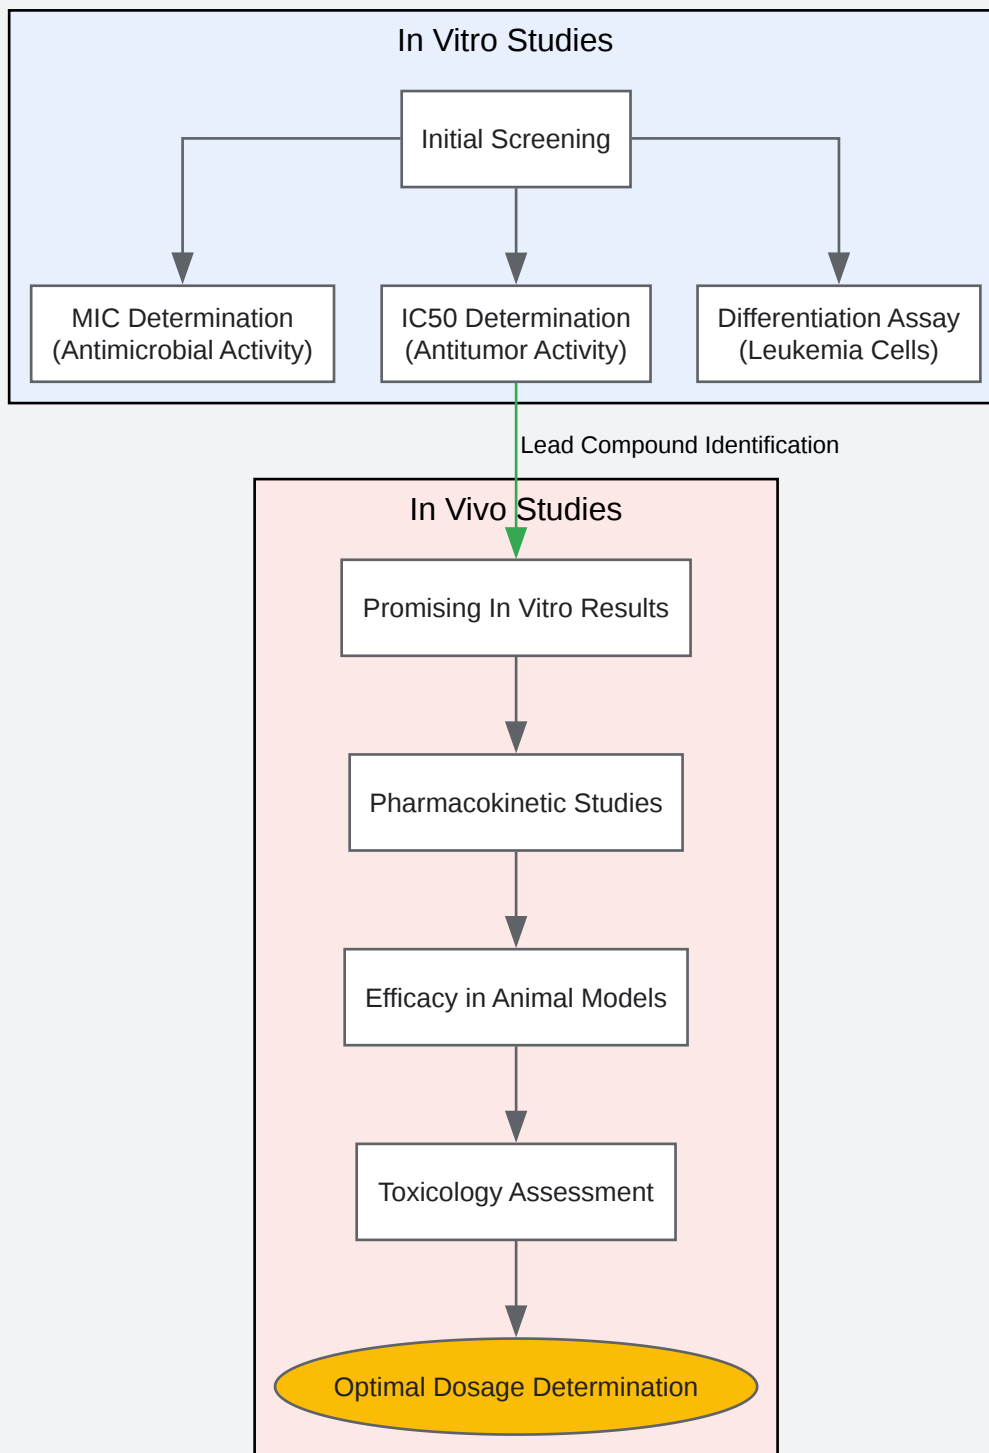 In Vitro Studies
Initial Screening
MIC Determination
(Antimicrobial Activity)
IC50 Determination
(Antitumor Activity)
Differentiation Assay
(Leukemia Cells)
Lead Compound Identification
In Vivo Studies
Promising In Vitro Results
Pharmacokinetic Studies
Efficacy in Animal Models
Toxicology Assessment
Optimal Dosage Determination